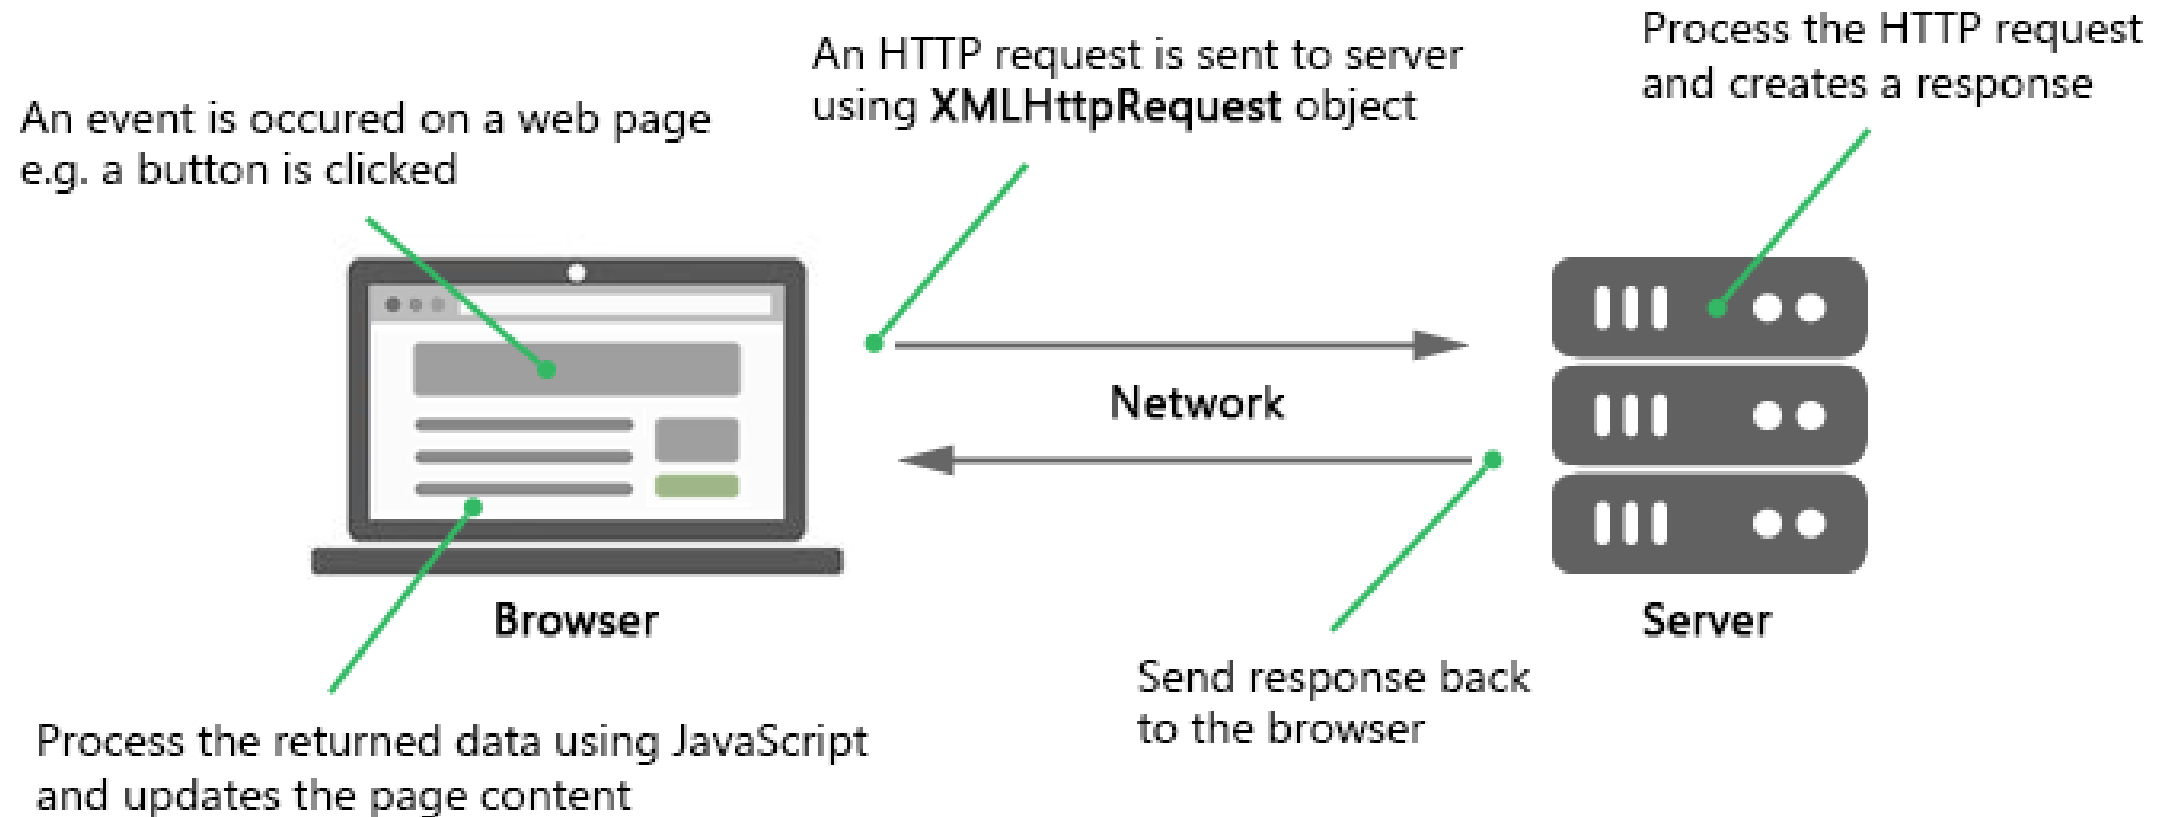 An event is occured on a web page
e.g. a button is clicked
An HTTP request is sent to server
using XMLHttpRequest object
Process the HTTP request
and creates a response
Network
Browser
Server
Send response back
to the browser
Process the returned data using JavaScript
and updates the page content